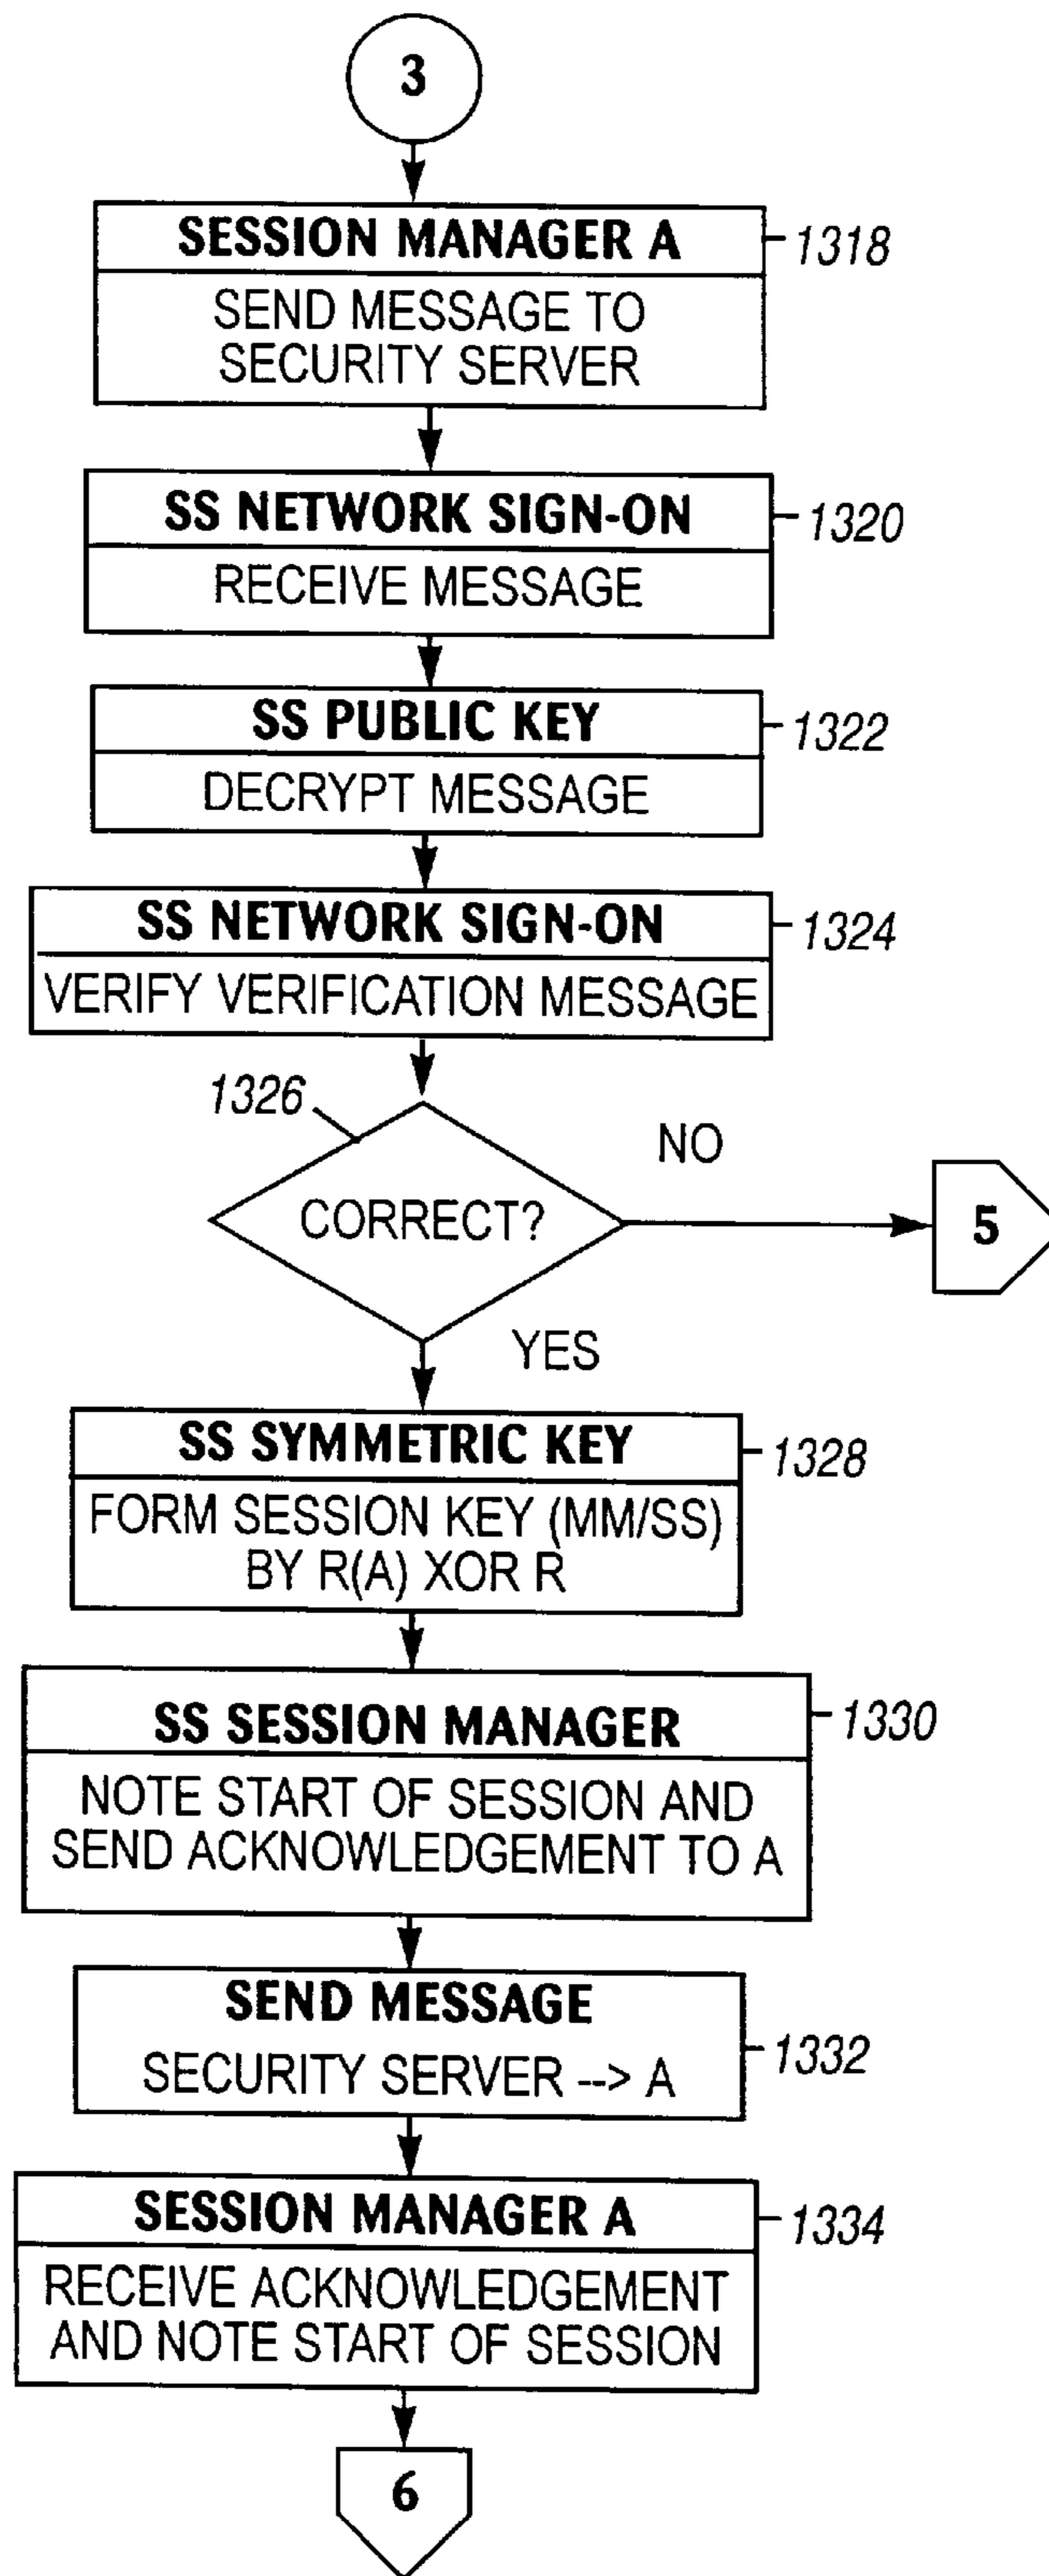 3
SESSION MANAGER A
1318
SEND MESSAGE TO
SECURITY SERVER
SS NETWORK SIGN-ON
1320
RECEIVE MESSAGE
SS PUBLIC KEY
1322
DECRYPT MESSAGE
SS NETWORK SIGN-ON
1324
VERIFY VERIFICATION MESSAGE
1326
NO
CORRECT?
5
YES
SS SYMMETRIC KEY
1328
FORM SESSION KEY (MM/SS)
BY R(A) XOR R
SS SESSION MANAGER
1330
NOTE START OF SESSION AND
SEND ACKNOWLEDGEMENT TO A
SEND MESSAGE
1332
SECURITY SERVER --> A
SESSION MANAGER A
1334
RECEIVE ACKNOWLEDGEMENT
AND NOTE START OF SESSION
6